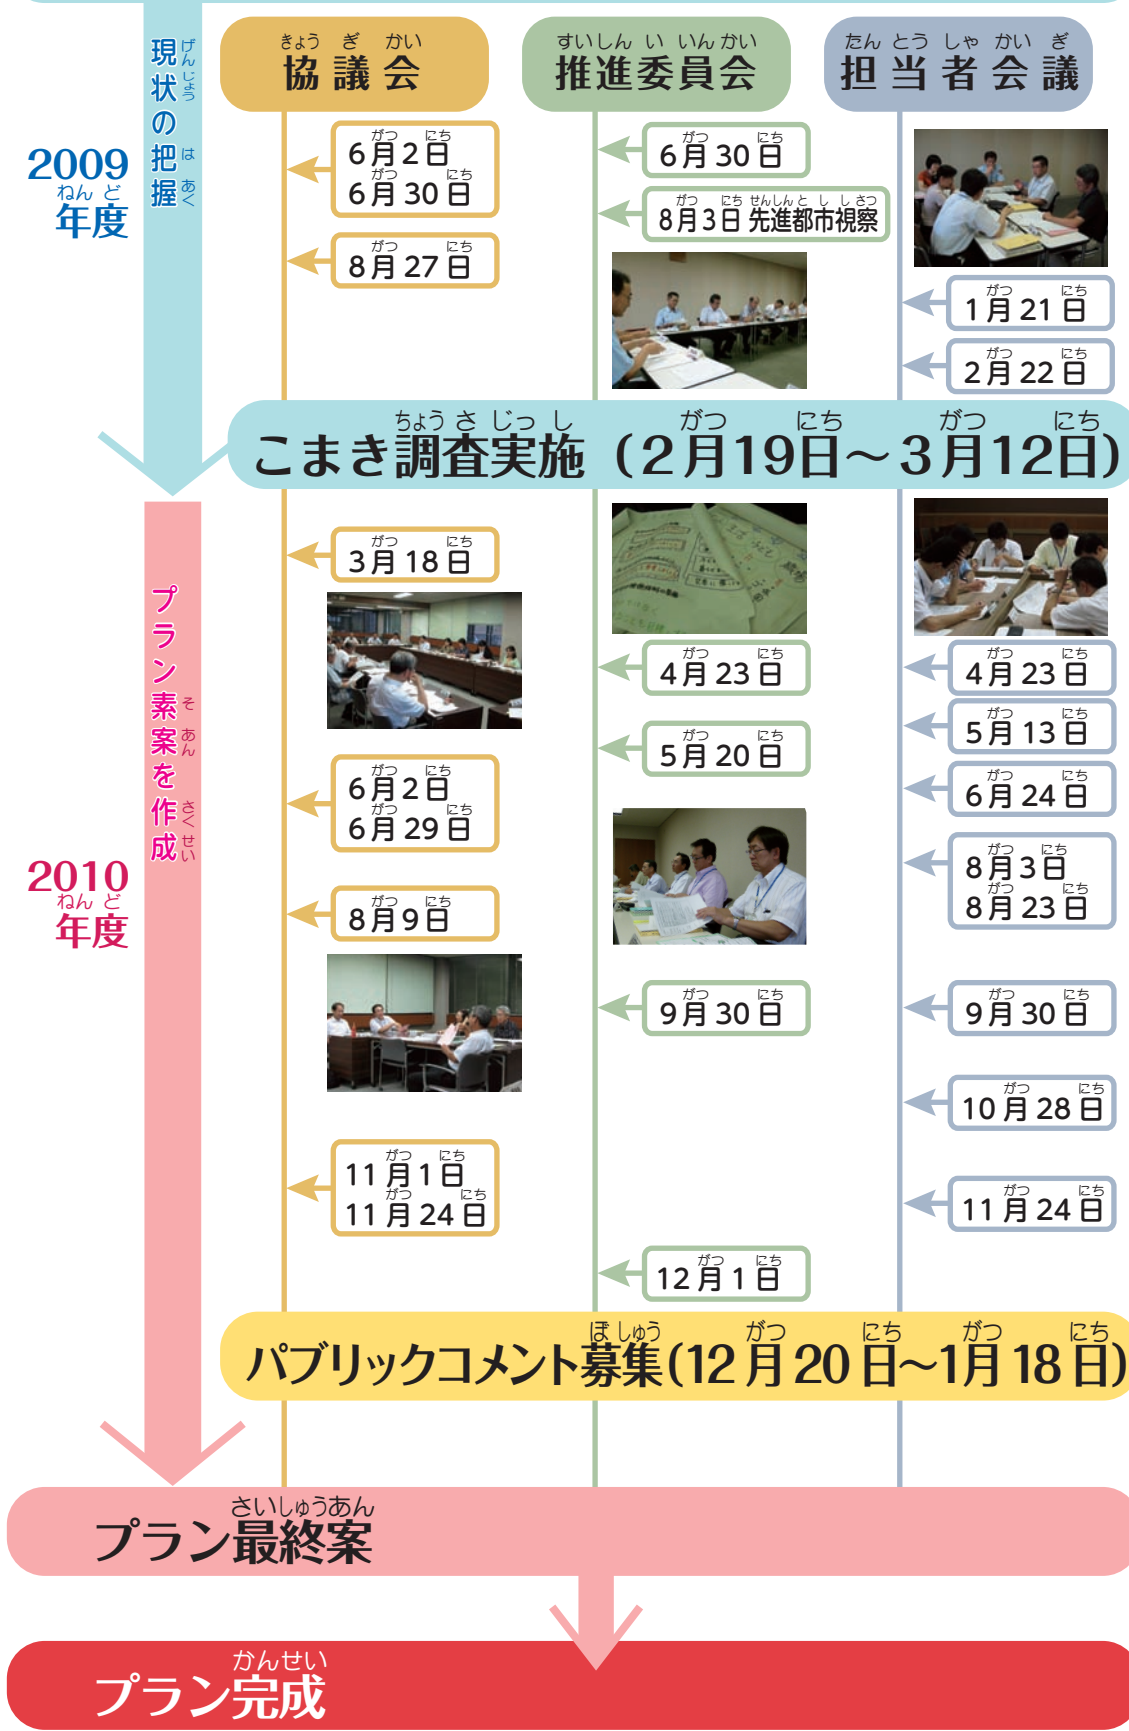 協議会
推進委員会
担当者会議
現状の把握
2009
年度
6月2日
6月30日
8月27日
6月30日
8月3日 先進都市視察
1月21日
2月22日
こまき調査実施（2月19日～3月12日）
プラン素案を作成
2010
年度
3月18日
6月2日
6月29日
8月9日
11月1日
11月24日
4月23日
5月20日
9月30日
12月1日
4月23日
5月13日
6月24日
8月3日
8月23日
9月30日
10月28日
11月24日
パブリックコメント募集(12月20日～1月18日)
プラン最終案
プラン完成